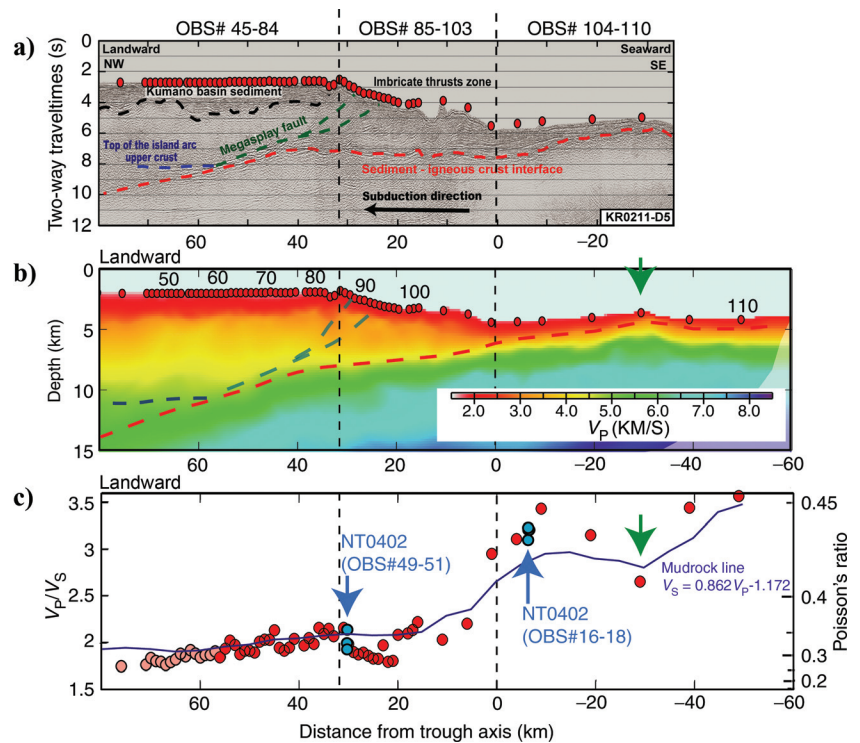 OBS# 45-84 OBS# 85-103 OBS# 104-110
a)
Landward
NW
Seaward
SE
Two-way traveltimes (s)
0
2
4
6
8
10
12
Kumano basin sediment
Imbricate thrusts zone
Megasplay fault
Top of the island arc
upper crust
Sediment - igneous crust interface
Subduction direction
KR0211-D5
60 40 20 0 −20
Landward
b)
Depth (km)
0
5
10
15
50 60 70 80 90 100 110
2.0 3.0 4.0 5.0 6.0 7.0 8.0
VP (KM/S)
60 40 20 0 −20 −40 −60
Landward
c)
VP/VS
3.5
3
2.5
2
1.5
0.45
0.4
0.3
0.2
Poisson's ratio
NT0402
(OBS#49-51)
NT0402
(OBS#16-18)
Mudrock line
VS = 0.862VP-1.172
60 40 20 0 −20 −40 −60
Distance from trough axis (km)